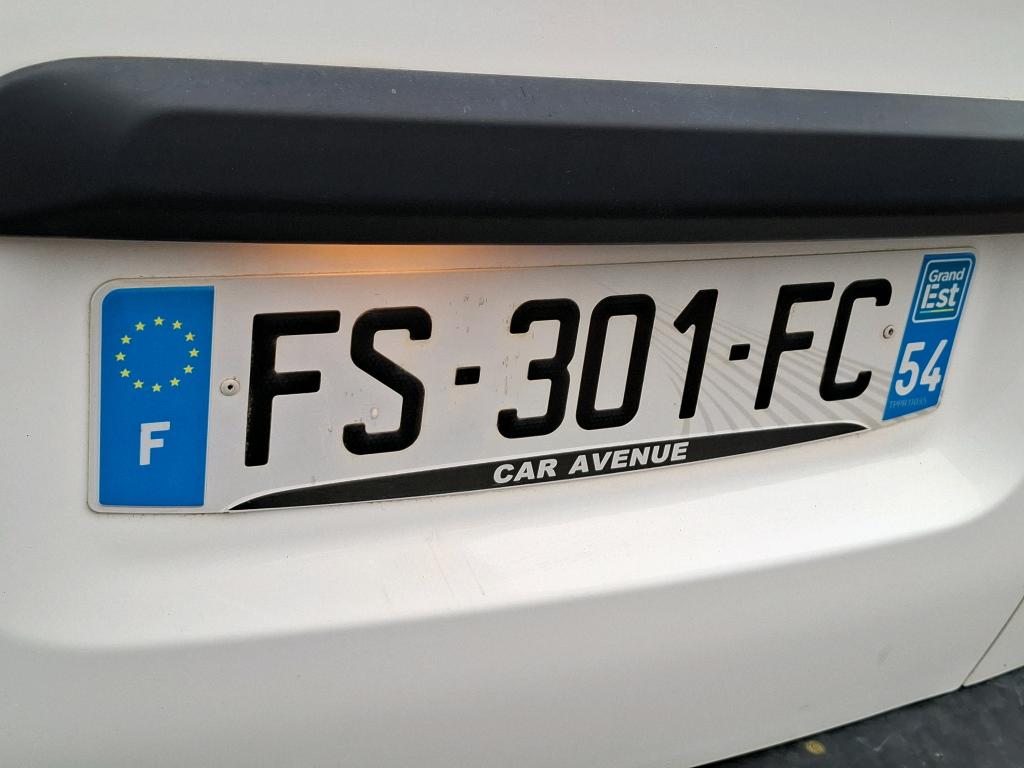 F
FS-301-FC
Grand
Est
54
CAR AVENUE